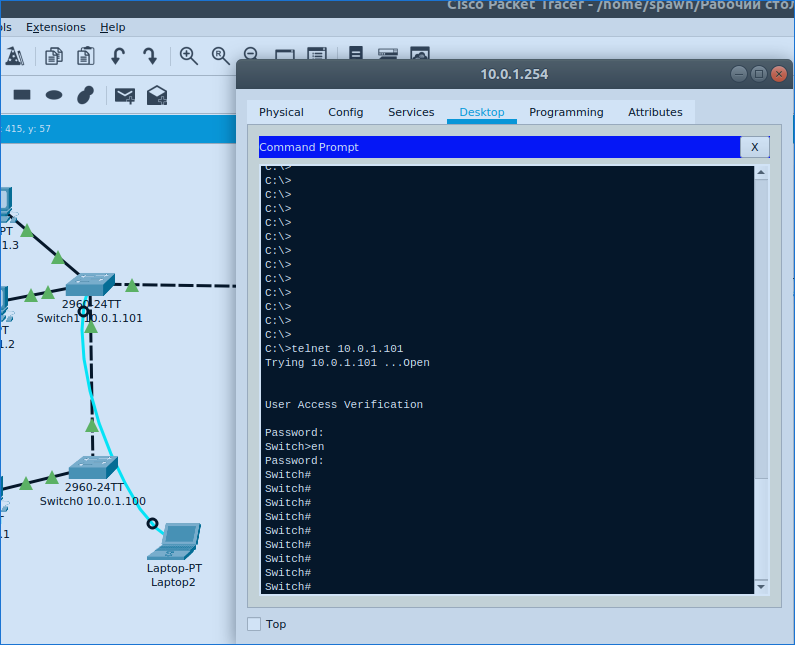 Cisco Packet Tracer - /home/spawn/Рабочий стол
ls Extensions Help
: 415, y: 57
10.0.1.254
Physical Config Services Desktop Programming Attributes
Command Prompt X
C:\>
C:\>
C:\>
C:\>
C:\>
C:\>
C:\>
C:\>
C:\>
C:\>
C:\>
C:\>
C:\>
C:\>telnet 10.0.1.101
Trying 10.0.1.101 ...Open
User Access Verification
Password:
Switch>en
Password:
Switch#
Switch#
Switch#
Switch#
Switch#
Switch#
Switch#
Switch#
Switch#
Top
PT
1.3
2960-24TT
Switch1 10.0.1.101
T
1.2
2960-24TT
Switch0 10.0.1.100
.1
Laptop-PT
Laptop2